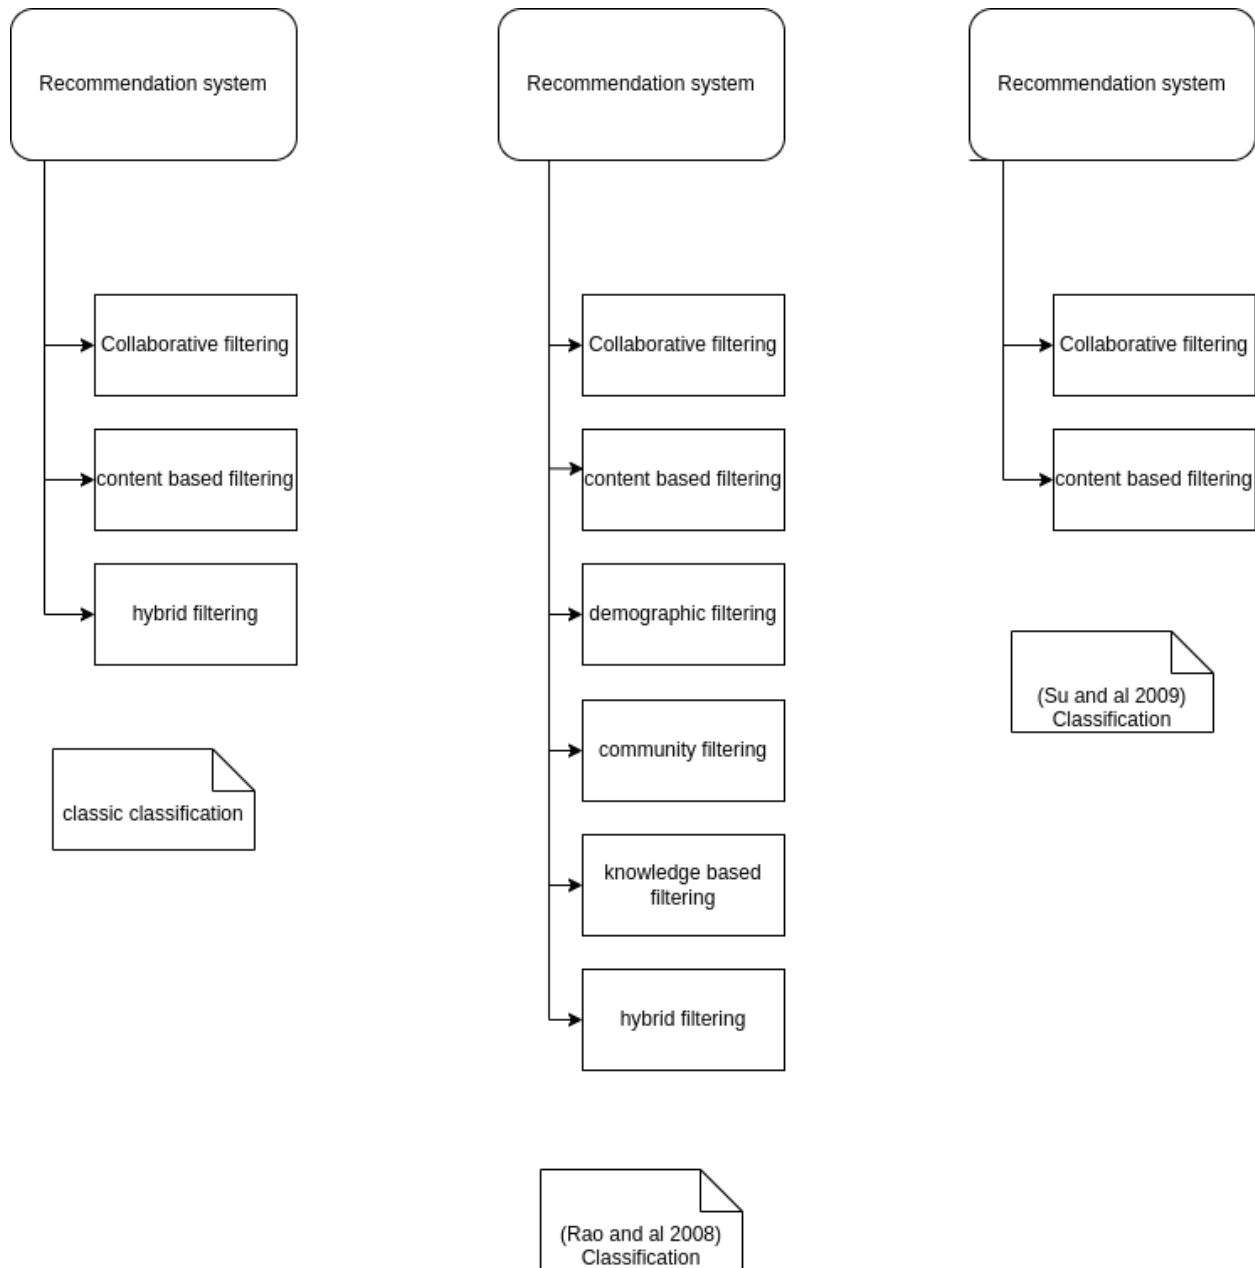 Recommendation system
Collaborative filtering
content based filtering
hybrid filtering
classic classification
Recommendation system
Collaborative filtering
content based filtering
demographic filtering
community filtering
knowledge based
filtering
hybrid filtering
(Rao and al 2008)
Classification
Recommendation system
Collaborative filtering
content based filtering
(Su and al 2009)
Classification